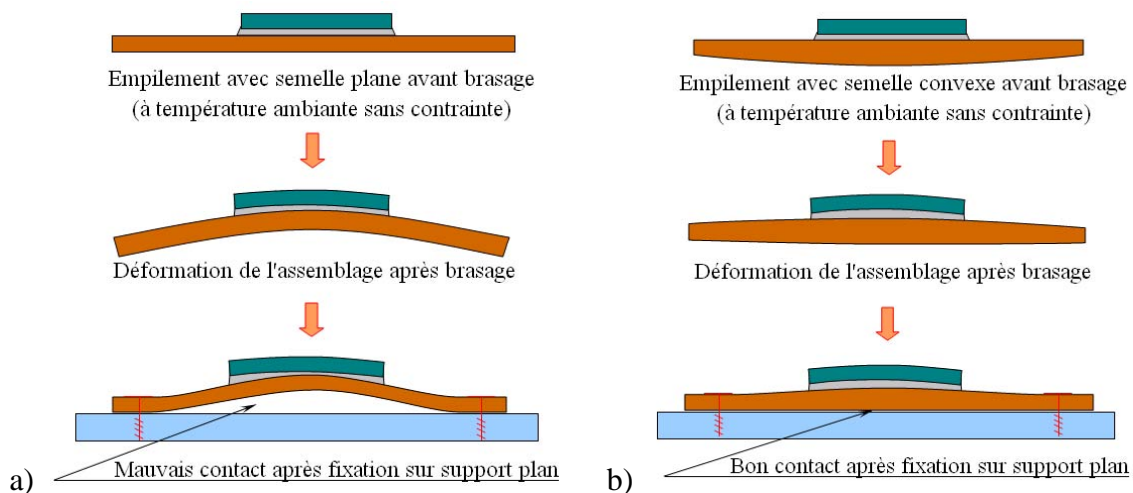 Empilement avec semelle plane avant brasage
(à température ambiante sans contrainte)
Déformation de l'assemblage après brasage
a) Mauvais contact après fixation sur support plan
Empilement avec semelle convexe avant brasage
(à température ambiante sans contrainte)
Déformation de l'assemblage après brasage
b) Bon contact après fixation sur support plan